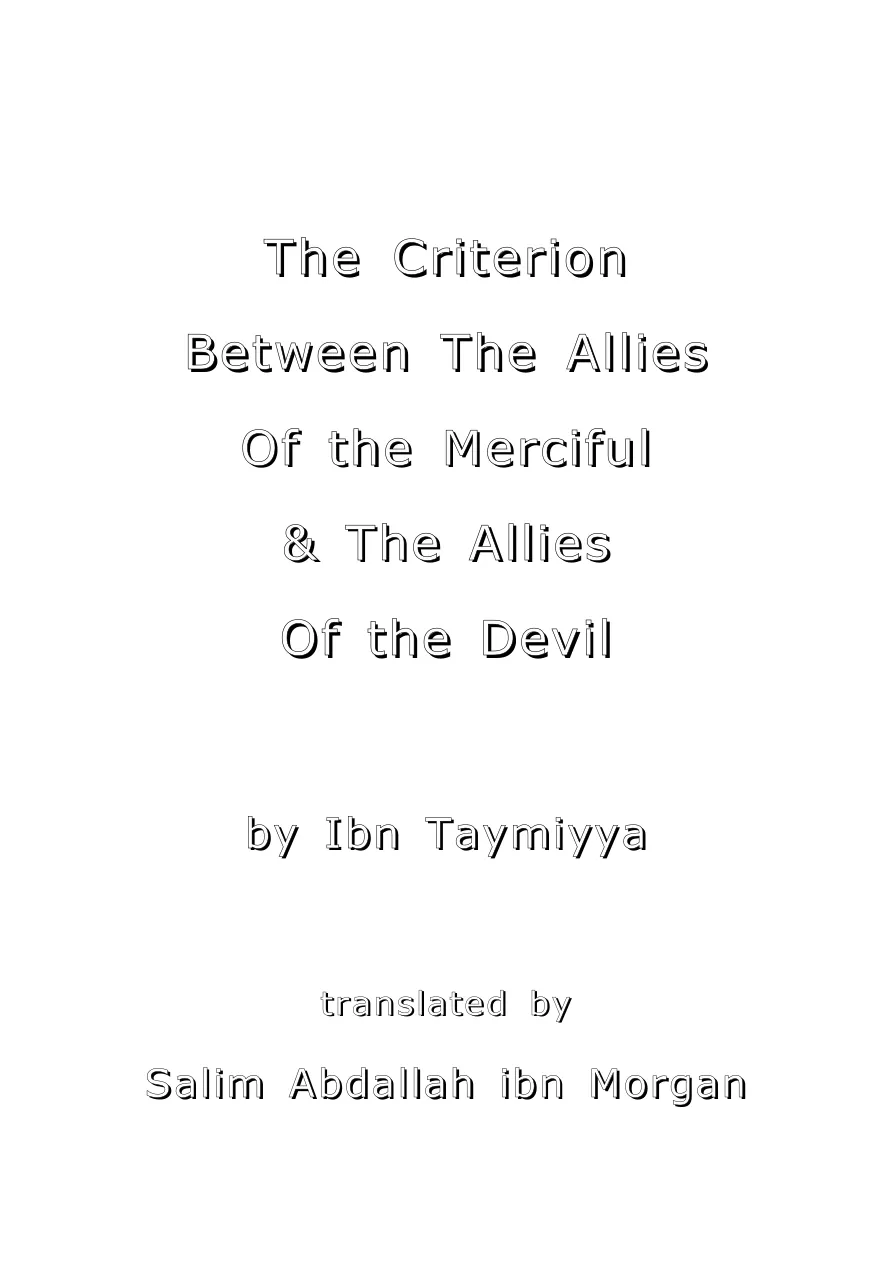 The Criterion
Between The Allies
Of the Merciful
& The Allies
Of the Devil
by Ibn Taymiyya
translated by
Salim Abdallah ibn Morgan